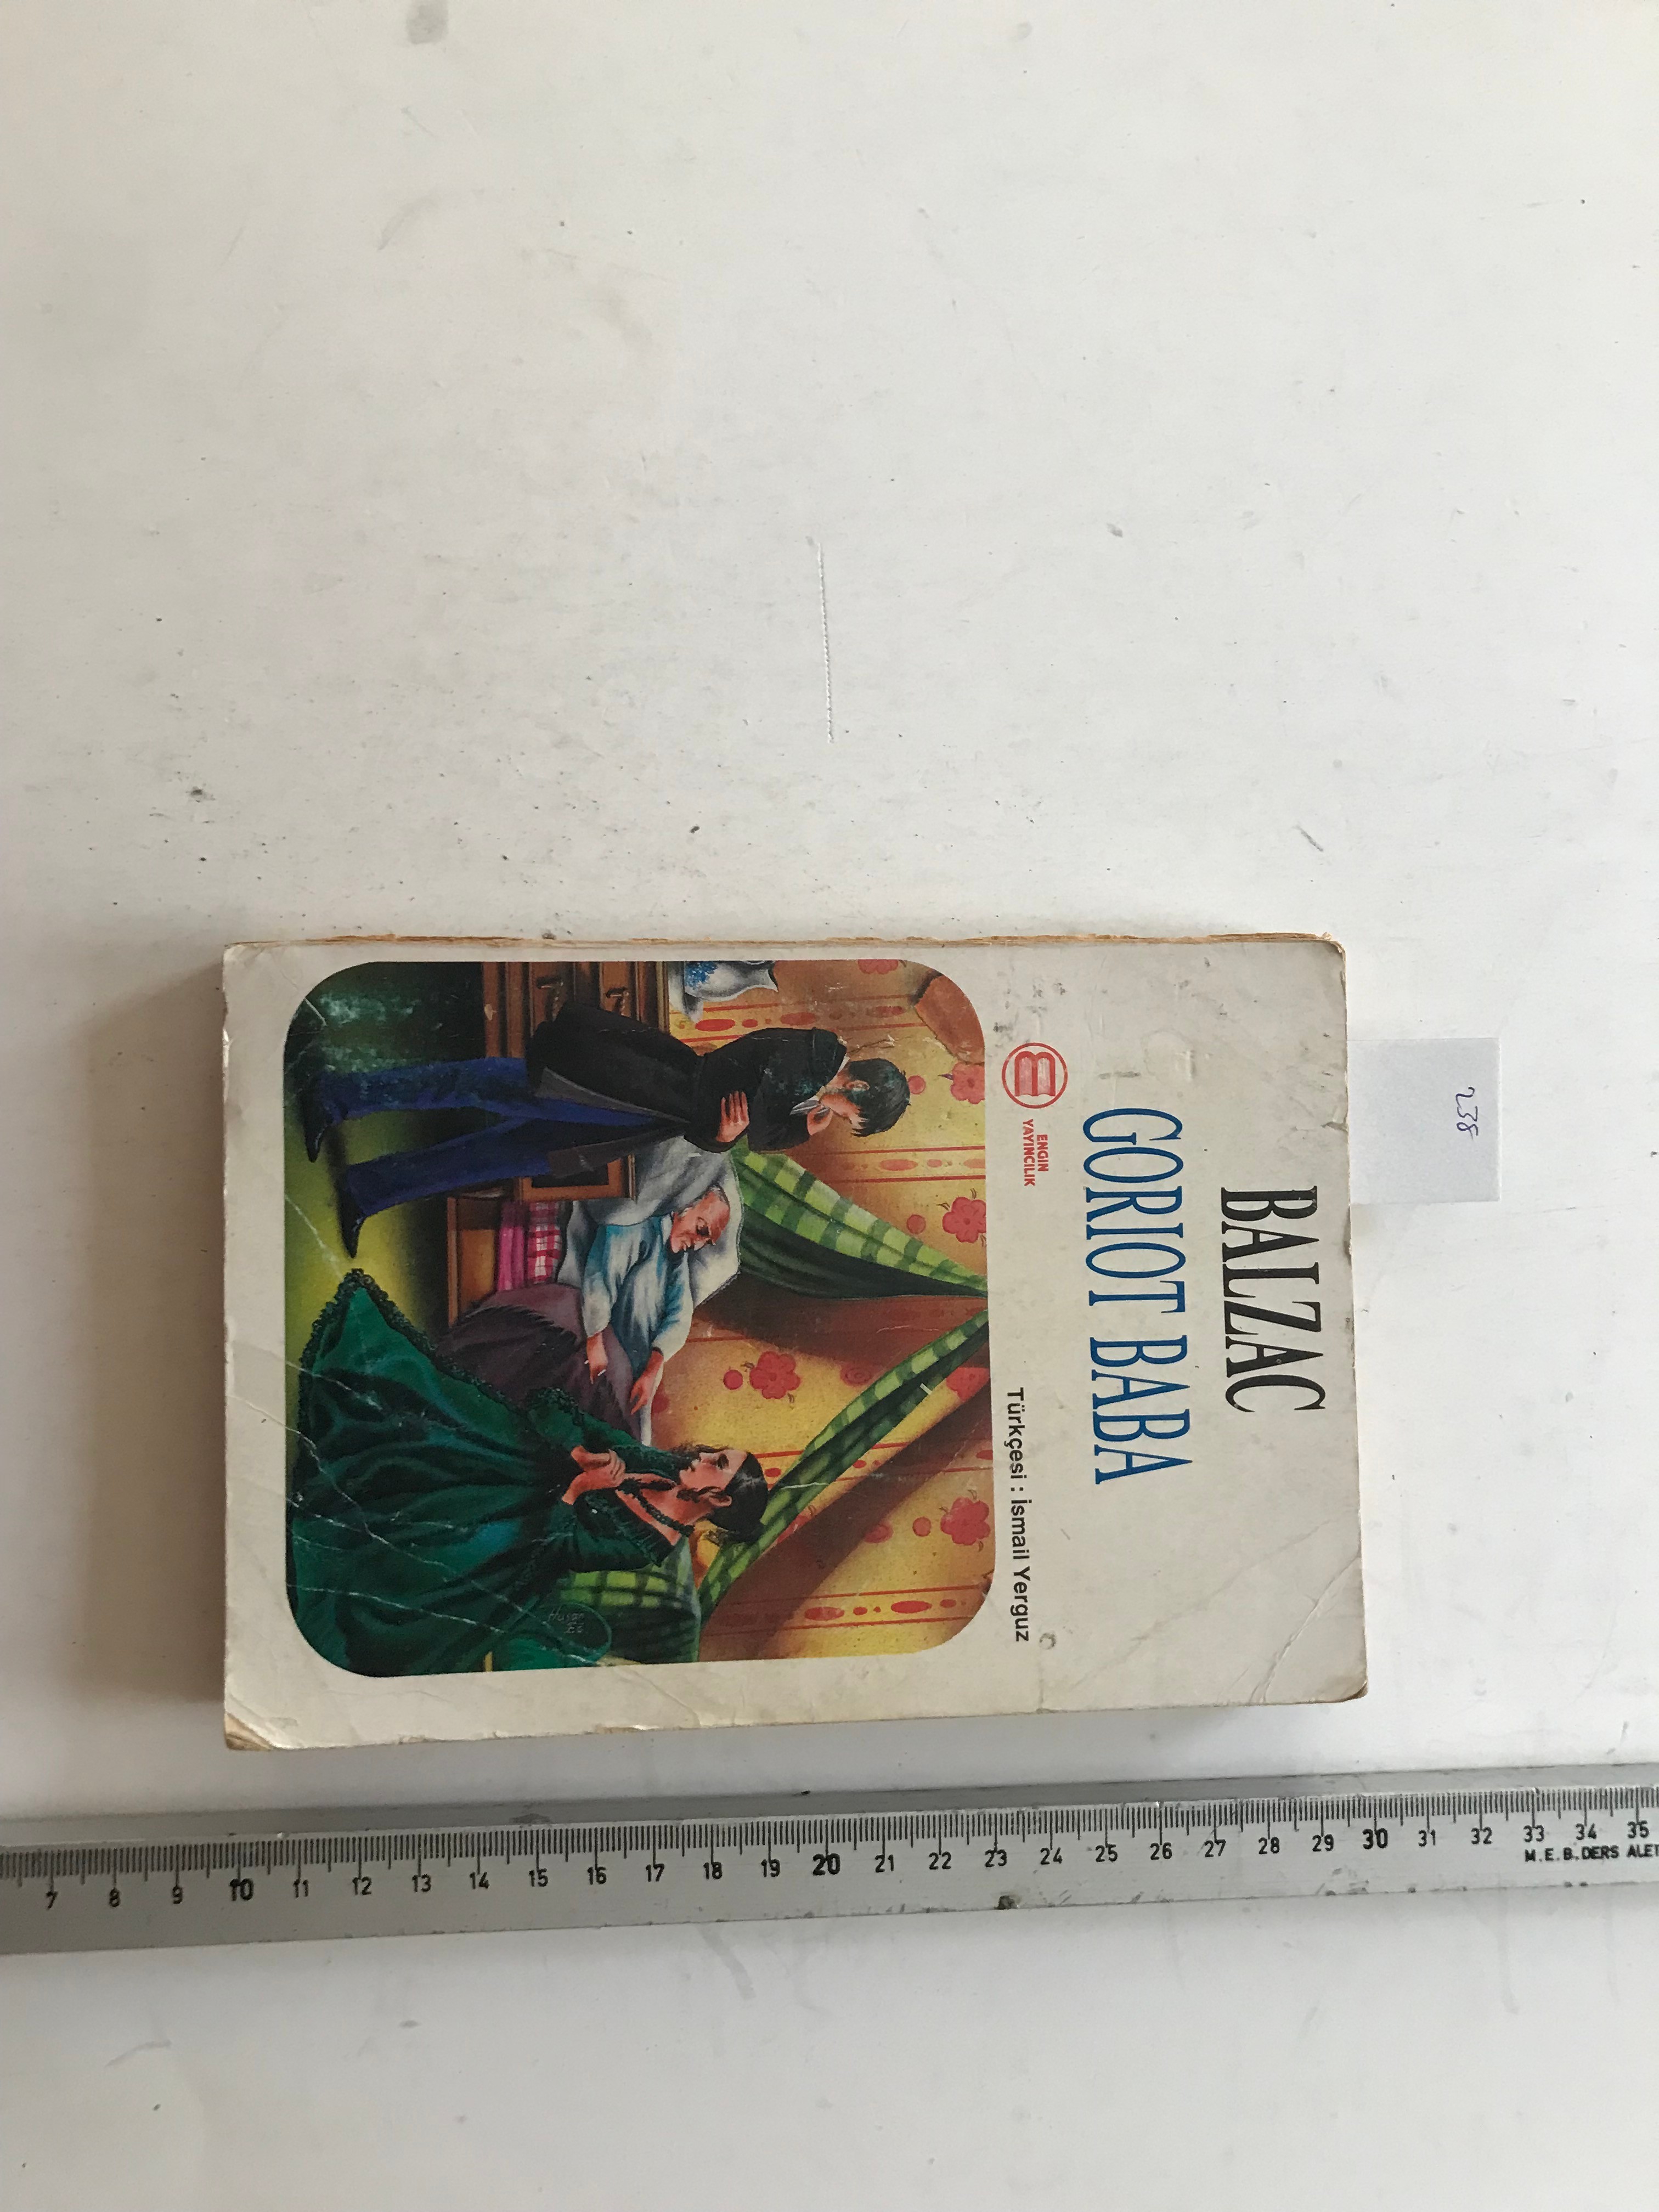 238
BALZAC
GORIOT BABA
ENGİN
YAYINCILIK
Türkçesi : İsmail Yerguz
7 8 9 10 11 12 13 14 15 16 17 18 19 20 21 22 23 24 25 26 27 28 29 30 31 32 33 34 35
M.E.B. DERS ALET